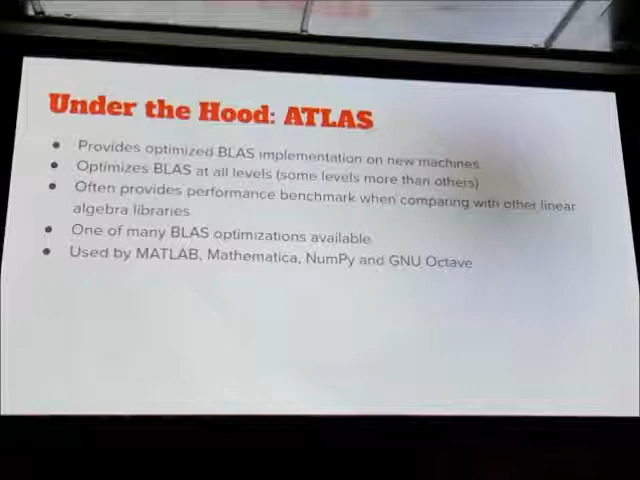 Under the Hood: ATLAS
● Provides optimized BLAS implementation on new machines
● Optimizes BLAS at all levels (some levels more than others)
● Often provides performance benchmark when comparing with other linear
algebra libraries
● One of many BLAS optimizations available
● Used by MATLAB, Mathematica, NumPy and GNU Octave